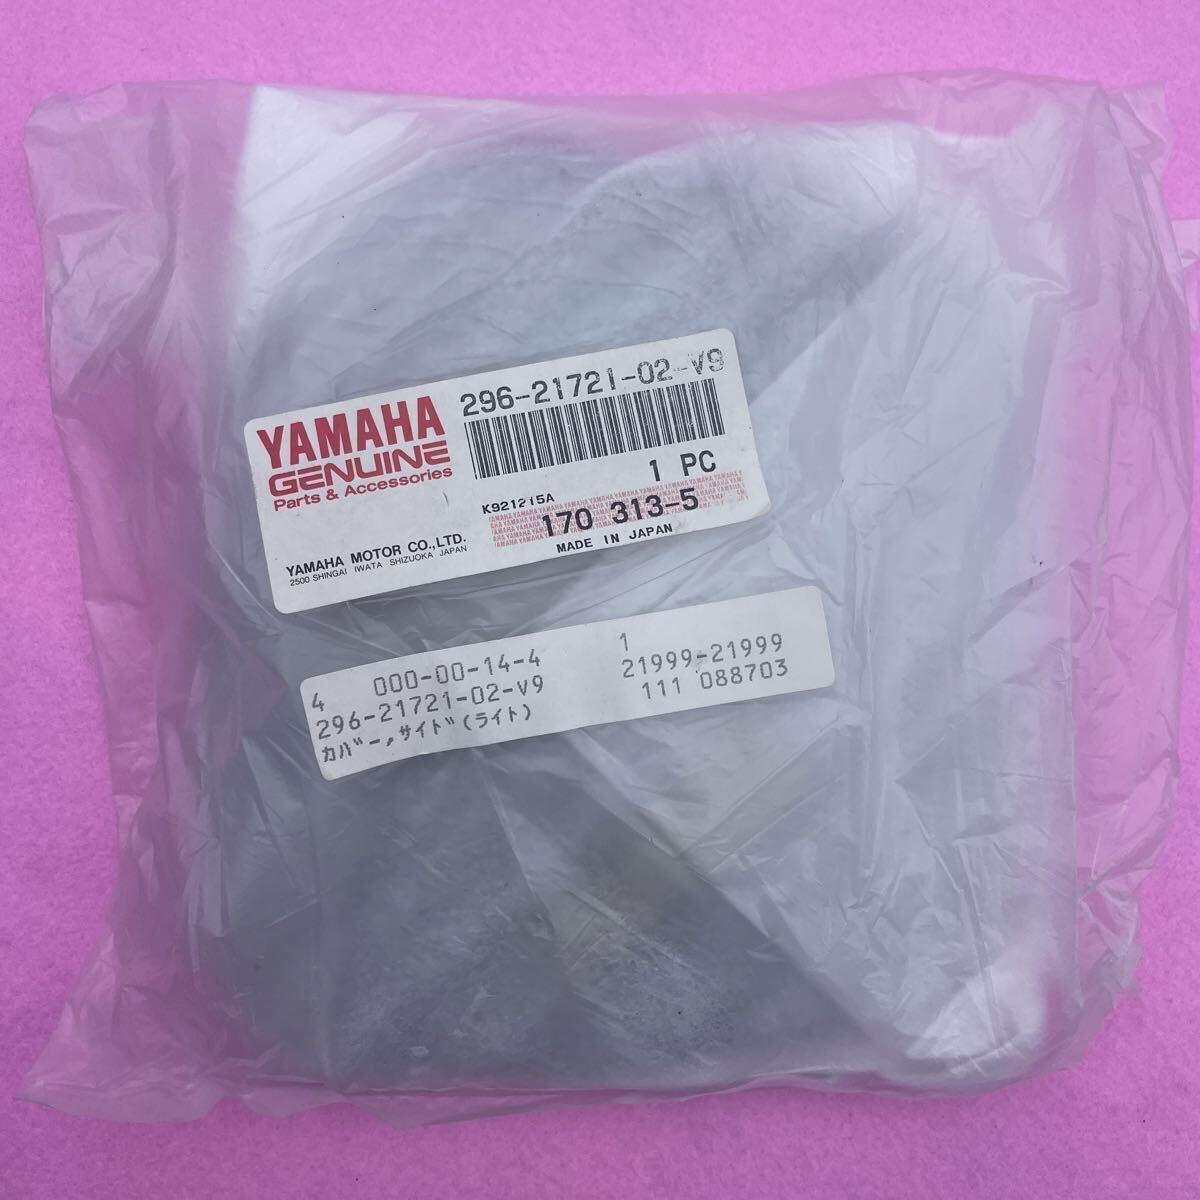 YAMAHA
GENUINE
Parts & Accessories
YAMAHA MOTOR CO.,LTD.
2500 SHINGAI IWATA SHIZUOKA JAPAN
296-21721-02-V9
1 PC
K921215A
170 313-5
MADE IN JAPAN
4 000-00-14-4 1
296-21721-02-V9 21999-21999
カバー,サイド(ライト) 111 088703